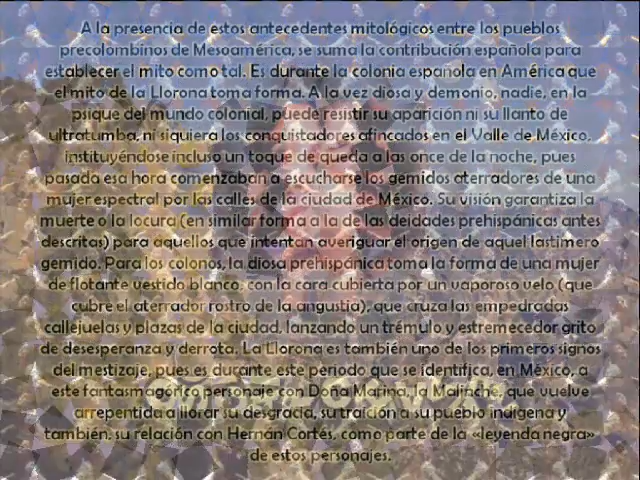 A la presencia de estos antecedentes mitológicos entre los pueblos
precolombinos de Mesoamérica, se suma la contribución española para
establecer el mito como tal. Es durante la colonia española en América que
el mito de la Llorona toma forma. A la vez diosa y demonio, nadie, en la
psique del mundo colonial, puede resistir su aparición ni su llanto de
ultratumba, ni siquiera los conquistadores afincados en el Valle de México,
instituyéndose incluso un toque de queda a las once de la noche, pues
pasada esa hora comenzaban a escucharse los gemidos aterradores de una
mujer espectral por las calles de la ciudad de México. Su visión garantiza la
muerte o la locura (en similar forma a la de las deidades prehispánicas antes
descritas) para aquellos que intentan averiguar el origen de aquel lastimero
gemido. Para los colonos, la diosa prehispánica toma la forma de una mujer
de flotante vestido blanco, con la cara cubierta por un vaporoso velo (que
cubre el aterrador rostro de la angustia), que cruza las empedradas
callejuelas y plazas de la ciudad, lanzando un trémulo y estremecedor grito
de desesperanza y derrota. La Llorona es también uno de los primeros signos
del mestizaje, pues es durante este periodo que se identifica, en México, a
este fantasmagórico personaje con Doña Marina, la Malinche, que vuelve
arrepentida a llorar su desgracia, su traición a su pueblo indígena y
también, su relación con Hernán Cortés, como parte de la «leyenda negra»
de estos personajes.